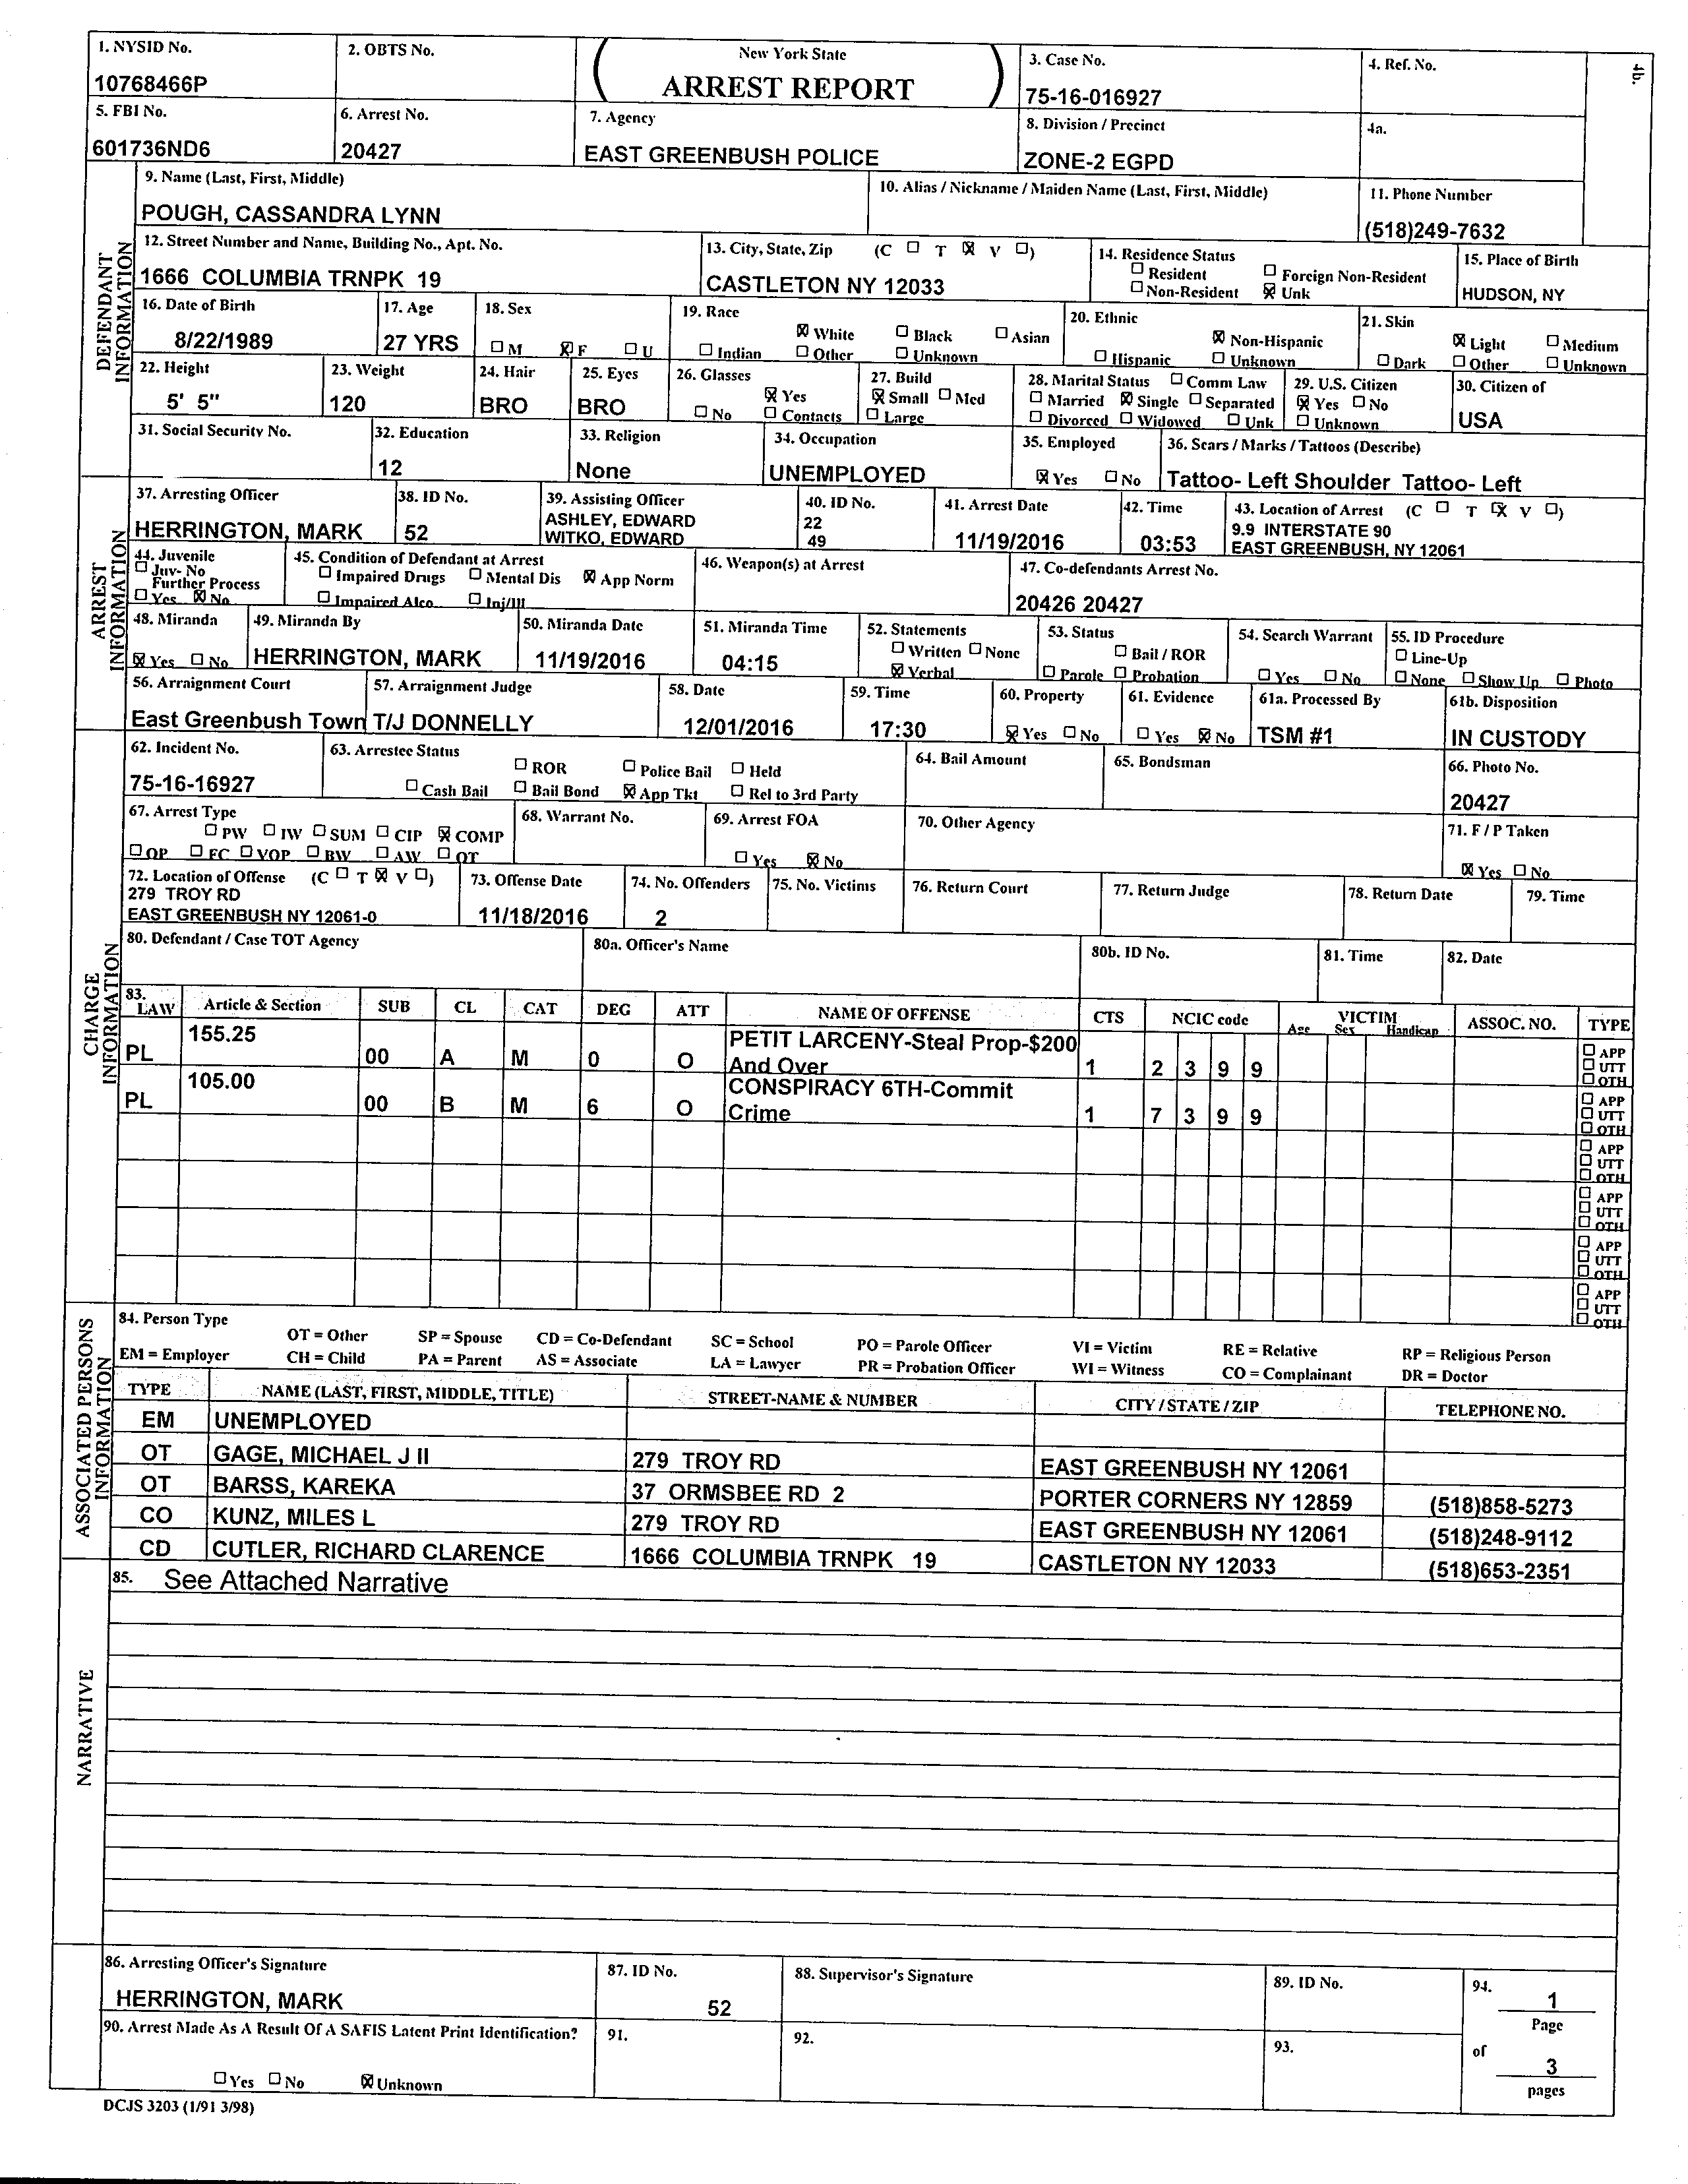 1. NYSID No.
10768466P
2. OBTS No.
New York State
ARREST REPORT
3. Case No.
75-16-016927
4. Ref. No.
4b.
5. FBI No.
601736ND6
6. Arrest No.
20427
7. Agency
EAST GREENBUSH POLICE
8. Division / Precinct
ZONE-2 EGPD
4a.
DEFENDANT INFORMATION
9. Name (Last, First, Middle)
POUGH, CASSANDRA LYNN
10. Alias / Nickname / Maiden Name (Last, First, Middle)
11. Phone Number
(518)249-7632
12. Street Number and Name, Building No., Apt. No.
1666 COLUMBIA TRNPK 19
13. City, State, Zip (C ☐ T ☒ V ☐)
CASTLETON NY 12033
14. Residence Status
☐ Resident ☐ Foreign Non-Resident
☐ Non-Resident ☒ Unk
15. Place of Birth
HUDSON, NY
16. Date of Birth
8/22/1989
17. Age
27 YRS
18. Sex
☐ M ☒ F ☐ U
19. Race
☒ White ☐ Black ☐ Asian
☐ Indian ☐ Other ☐ Unknown
20. Ethnic
☒ Non-Hispanic
☐ Hispanic ☐ Unknown
21. Skin
☒ Light ☐ Medium
☐ Dark ☐ Other ☐ Unknown
22. Height
5' 5"
23. Weight
120
24. Hair
BRO
25. Eyes
BRO
26. Glasses
☒ Yes
☐ No ☐ Contacts
27. Build
☒ Small ☐ Med
☐ Large
28. Marital Status ☐ Comm Law
☐ Married ☒ Single ☐ Separated
☐ Divorced ☐ Widowed ☐ Unk
29. U.S. Citizen
☒ Yes ☐ No
☐ Unknown
30. Citizen of
USA
31. Social Security No.
32. Education
12
33. Religion
None
34. Occupation
UNEMPLOYED
35. Employed
☒ Yes ☐ No
36. Scars / Marks / Tattoos (Describe)
Tattoo- Left Shoulder Tattoo- Left
ARREST INFORMATION
37. Arresting Officer
HERRINGTON, MARK
38. ID No.
52
39. Assisting Officer
ASHLEY, EDWARD
WITKO, EDWARD
40. ID No.
22
49
41. Arrest Date
11/19/2016
42. Time
03:53
43. Location of Arrest (C ☐ T ☒ V ☐)
9.9 INTERSTATE 90
EAST GREENBUSH, NY 12061
44. Juvenile
☐ Juv- No
Further Process
☐ Yes ☒ No
45. Condition of Defendant at Arrest
☐ Impaired Drugs ☐ Mental Dis ☒ App Norm
☐ Impaired Alco ☐ Inj/Ill
46. Weapon(s) at Arrest
47. Co-defendants Arrest No.
20426 20427
48. Miranda
☒ Yes ☐ No
49. Miranda By
HERRINGTON, MARK
50. Miranda Date
11/19/2016
51. Miranda Time
04:15
52. Statements
☐ Written ☐ None
☒ Verbal
53. Status
☐ Bail / ROR
☐ Parole ☐ Probation
54. Search Warrant
☐ Yes ☐ No
55. ID Procedure
☐ Line-Up
☐ None ☐ Show Up ☐ Photo
56. Arraignment Court
East Greenbush Town
57. Arraignment Judge
T/J DONNELLY
58. Date
12/01/2016
59. Time
17:30
60. Property
☒ Yes ☐ No
61. Evidence
☐ Yes ☒ No
61a. Processed By
TSM #1
61b. Disposition
IN CUSTODY
CHARGE INFORMATION
62. Incident No.
75-16-16927
63. Arrestee Status
☐ ROR ☐ Police Bail ☐ Held
☐ Cash Bail ☐ Bail Bond ☒ App Tkt ☐ Rel to 3rd Party
64. Bail Amount
65. Bondsman
66. Photo No.
20427
67. Arrest Type
☐ PW ☐ IW ☐ SUM ☐ CIP ☒ COMP
☐ OP ☐ FC ☐ VOP ☐ BW ☐ AW ☐ OT
68. Warrant No.
69. Arrest FOA
☐ Yes ☒ No
70. Other Agency
71. F / P Taken
☒ Yes ☐ No
72. Location of Offense (C ☐ T ☒ V ☐)
279 TROY RD
EAST GREENBUSH NY 12061-0
73. Offense Date
11/18/2016
74. No. Offenders
2
75. No. Victims
76. Return Court
77. Return Judge
78. Return Date
79. Time
80. Defendant / Case TOT Agency
80a. Officer's Name
80b. ID No.
81. Time
82. Date
83. LAW Article & Section SUB CL CAT DEG ATT NAME OF OFFENSE CTS NCIC code VICTIM Age Sex Handicap ASSOC. NO. TYPE
PL 155.25 00 A M 0 O PETIT LARCENY-Steal Prop-$200 And Over 1 2 3 9 9 ☐ APP ☐ UTT ☐ OTH
PL 105.00 00 B M 6 O CONSPIRACY 6TH-Commit Crime 1 7 3 9 9 ☐ APP ☐ UTT ☐ OTH
☐ APP ☐ UTT ☐ OTH
☐ APP ☐ UTT ☐ OTH
☐ APP ☐ UTT ☐ OTH
☐ APP ☐ UTT ☐ OTH
ASSOCIATED PERSONS INFORMATION
84. Person Type
OT = Other SP = Spouse CD = Co-Defendant SC = School PO = Parole Officer VI = Victim RE = Relative RP = Religious Person
EM = Employer CH = Child PA = Parent AS = Associate LA = Lawyer PR = Probation Officer WI = Witness CO = Complainant DR = Doctor
TYPE NAME (LAST, FIRST, MIDDLE, TITLE) STREET-NAME & NUMBER CITY / STATE / ZIP TELEPHONE NO.
EM UNEMPLOYED
OT GAGE, MICHAEL J II 279 TROY RD EAST GREENBUSH NY 12061
OT BARSS, KAREKA 37 ORMSBEE RD 2 PORTER CORNERS NY 12859 (518)858-5273
CO KUNZ, MILES L 279 TROY RD EAST GREENBUSH NY 12061 (518)248-9112
CD CUTLER, RICHARD CLARENCE 1666 COLUMBIA TRNPK 19 CASTLETON NY 12033 (518)653-2351
NARRATIVE
85. See Attached Narrative
86. Arresting Officer's Signature
HERRINGTON, MARK
87. ID No.
52
88. Supervisor's Signature
89. ID No.
94.
1
Page
of
3
pages
90. Arrest Made As A Result Of A SAFIS Latent Print Identification?
☐ Yes ☐ No ☒ Unknown
91.
92.
93.
DCJS 3203 (1/91 3/98)